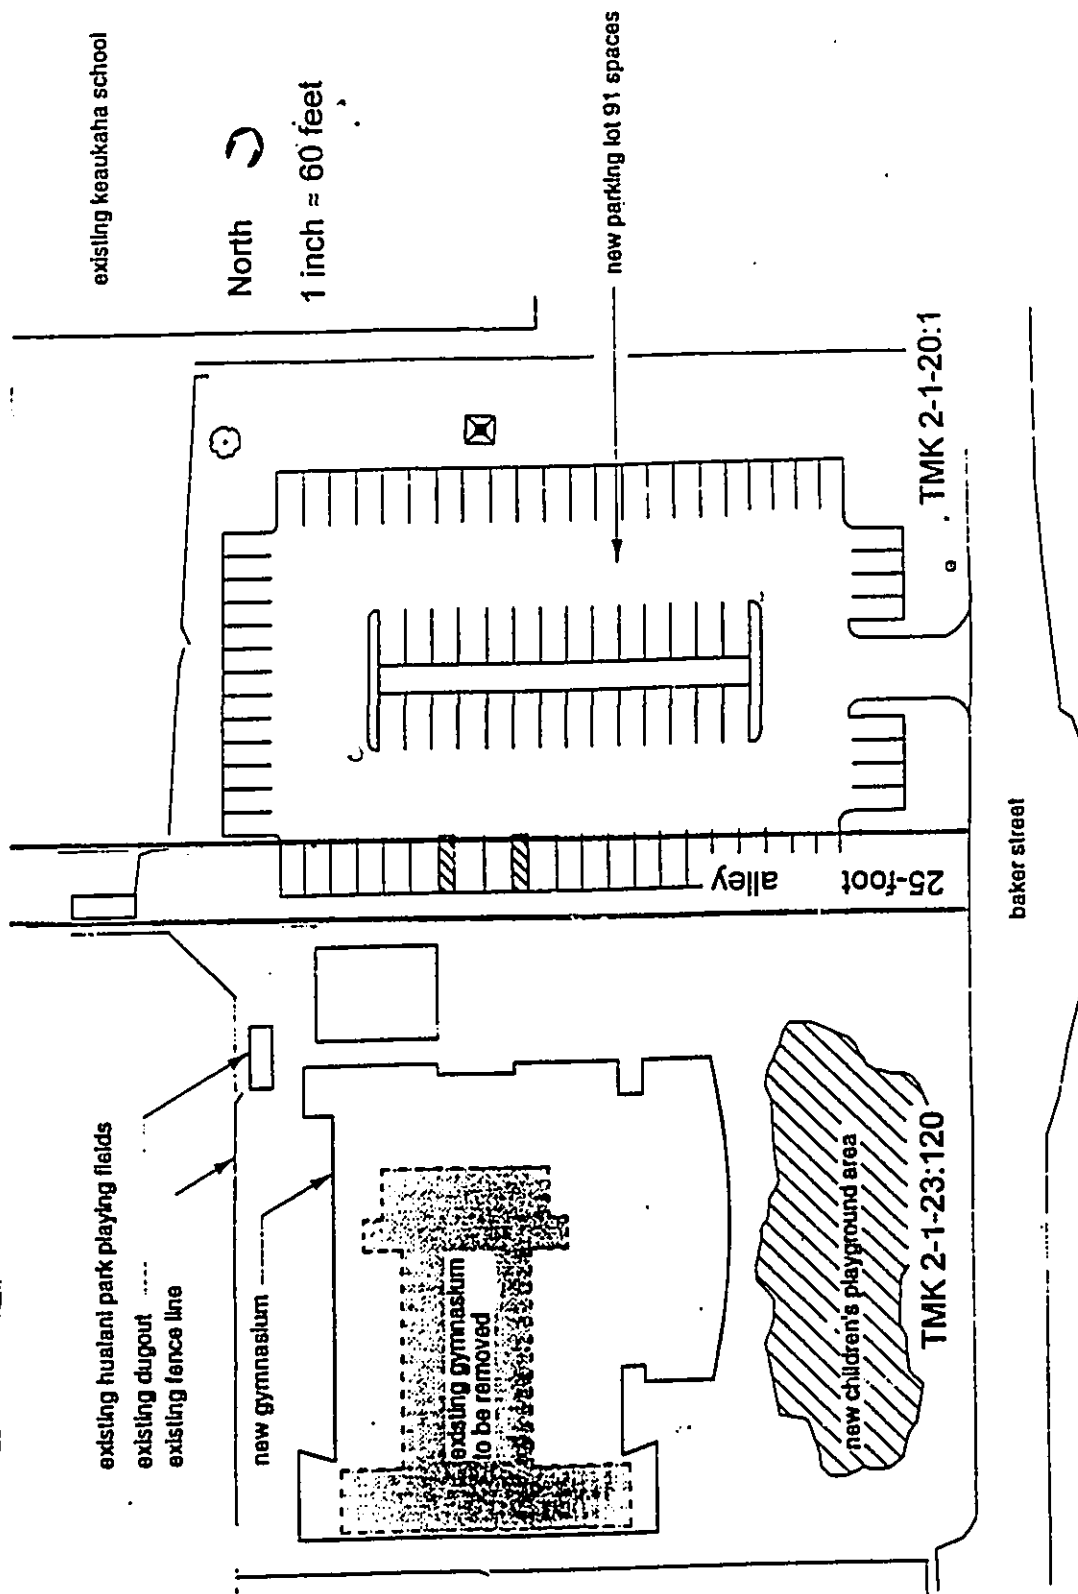 existing keaukaha school
North
1 inch = 60 feet
new parking lot 91 spaces
TMK 2-1-20:1
existing hualani park playing fields
existing dugout
existing fence line
new gymnasium
existing gymnasium
to be removed
new children's playground area
TMK 2-1-23:120
25-foot alley
baker street